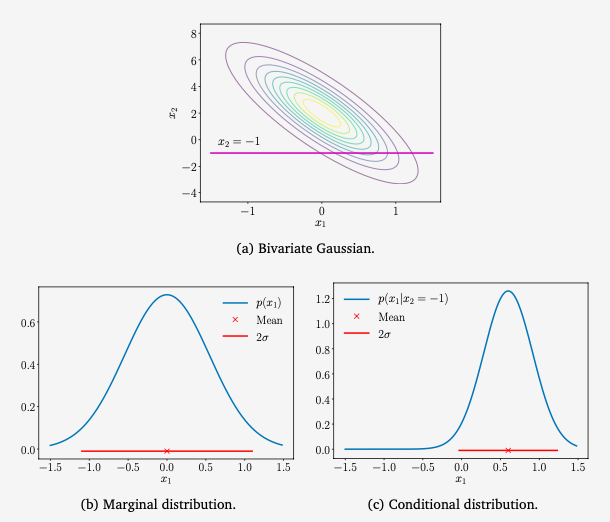 8
6
4
2
0
−2
−4
x₂
x₂ = −1
−1 0 1
x₁
(a) Bivariate Gaussian.
p(x₁)
Mean
2σ
0.6
0.4
0.2
0.0
−1.5 −1.0 −0.5 0.0 0.5 1.0 1.5
x₁
(b) Marginal distribution.
p(x₁|x₂ = −1)
Mean
2σ
1.2
1.0
0.8
0.6
0.4
0.2
0.0
−1.5 −1.0 −0.5 0.0 0.5 1.0 1.5
x₁
(c) Conditional distribution.